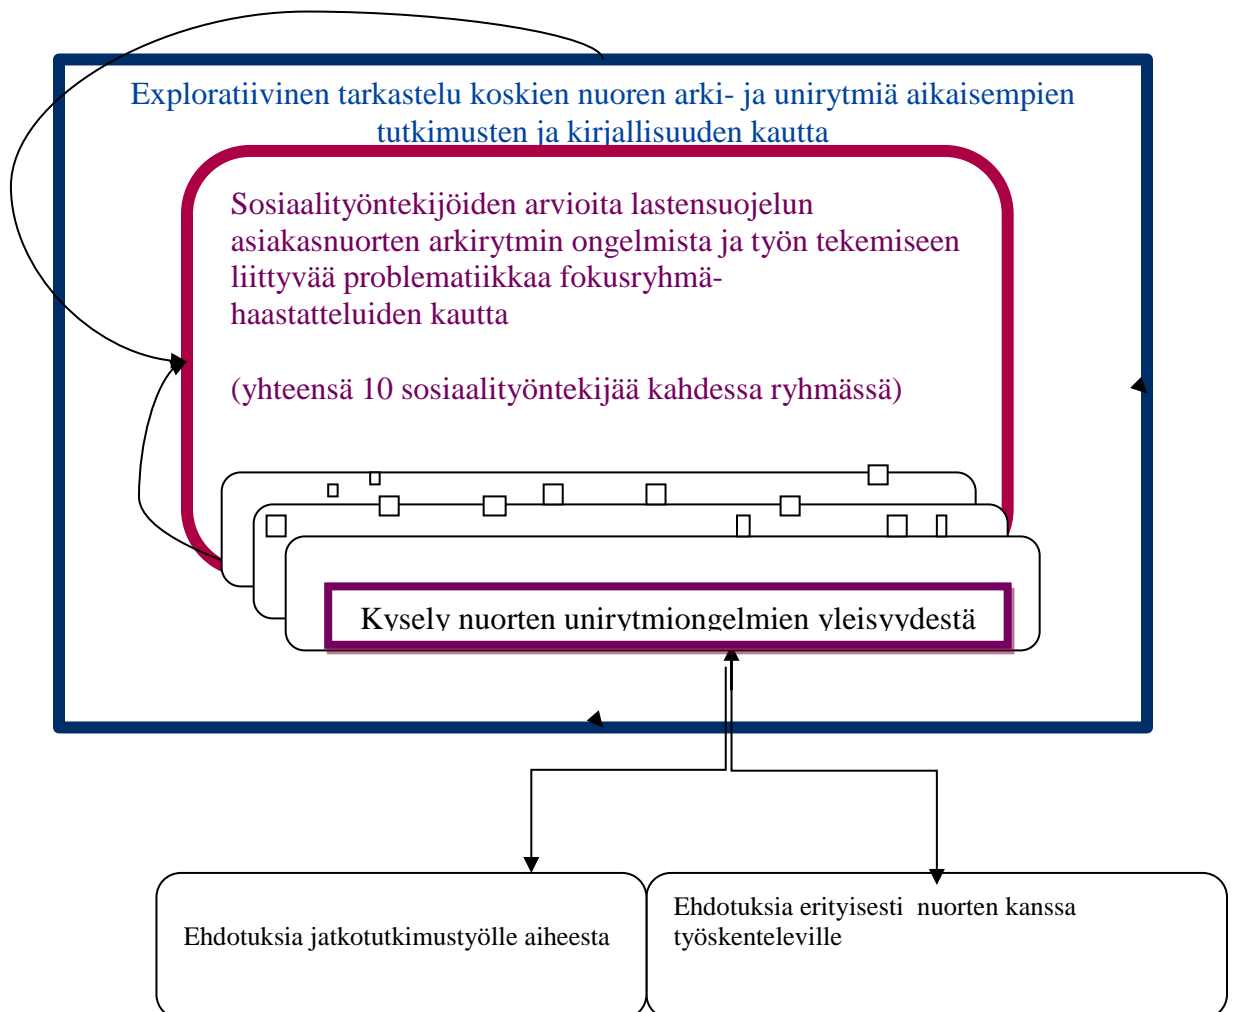 Exploratiivinen tarkastelu koskien nuoren arki- ja unirytmiä aikaisempien
tutkimusten ja kirjallisuuden kautta
Sosiaalityöntekijöiden arvioita lastensuojelun
asiakasnuorten arkirytmin ongelmista ja työn tekemiseen
liittyvää problematiikkaa fokusryhmä-
haastatteluiden kautta
(yhteensä 10 sosiaalityöntekijää kahdessa ryhmässä)
Kysely nuorten unirytmiongelmien yleisyydestä
Ehdotuksia jatkotutkimustyölle aiheesta
Ehdotuksia erityisesti nuorten kanssa
työskenteleville